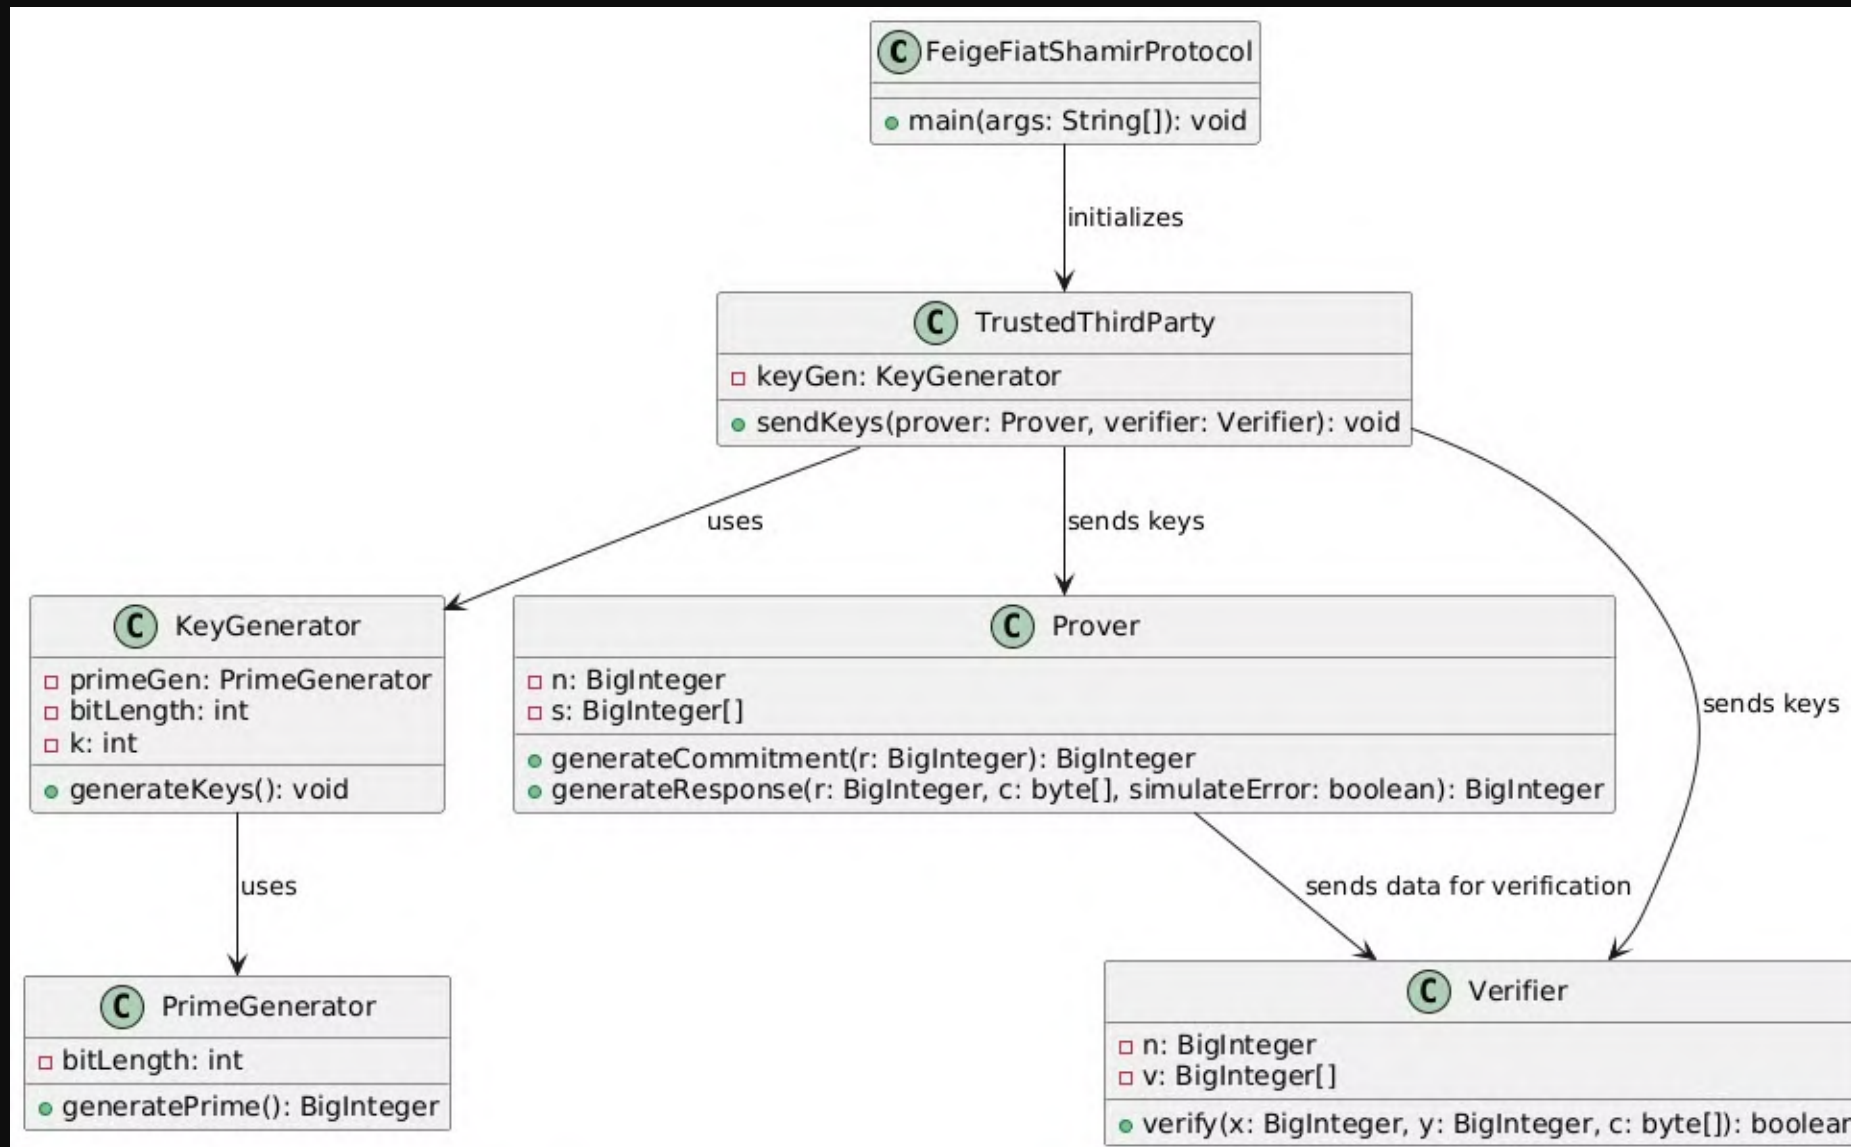 C FeigeFiatShamirProtocol
main(args: String[]): void
initializes
C TrustedThirdParty
keyGen: KeyGenerator
sendKeys(prover: Prover, verifier: Verifier): void
uses
sends keys
sends keys
C KeyGenerator
primeGen: PrimeGenerator
bitLength: int
k: int
generateKeys(): void
C Prover
n: BigInteger
s: BigInteger[]
generateCommitment(r: BigInteger): BigInteger
generateResponse(r: BigInteger, c: byte[], simulateError: boolean): BigInteger
uses
sends data for verification
C PrimeGenerator
bitLength: int
generatePrime(): BigInteger
C Verifier
n: BigInteger
v: BigInteger[]
verify(x: BigInteger, y: BigInteger, c: byte[]): boolean